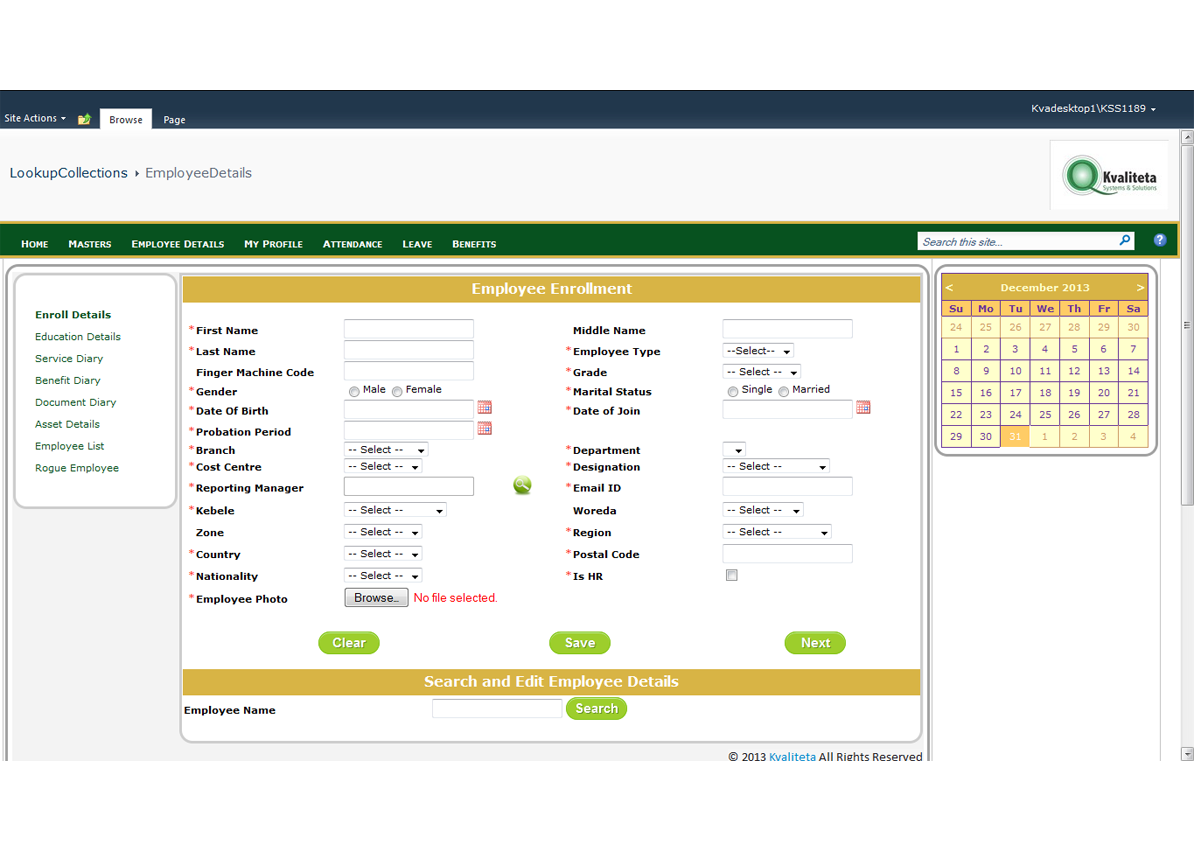 Kvadesktop1\KSS1189
Site Actions Browse Page
LookupCollections EmployeeDetails
Kvaliteta
Systems & Solutions
HOME MASTERS EMPLOYEE DETAILS MY PROFILE ATTENDANCE LEAVE BENEFITS Search this site... ?
Enroll Details
Education Details
Service Diary
Benefit Diary
Document Diary
Asset Details
Employee List
Rogue Employee
Employee Enrollment
* First Name Middle Name
* Last Name * Employee Type --Select--
Finger Machine Code * Grade -- Select --
* Gender Male Female * Marital Status Single Married
* Date Of Birth * Date of Join
* Probation Period
* Branch -- Select -- * Department
* Cost Centre -- Select -- * Designation -- Select --
* Reporting Manager * Email ID
* Kebele -- Select -- Woreda -- Select --
Zone -- Select -- * Region -- Select --
* Country -- Select -- * Postal Code
* Nationality -- Select -- * Is HR
* Employee Photo Browse... No file selected.
Clear Save Next
Search and Edit Employee Details
Employee Name Search
© 2013 Kvaliteta All Rights Reserved
< December 2013 >
Su Mo Tu We Th Fr Sa
24 25 26 27 28 29 30
1 2 3 4 5 6 7
8 9 10 11 12 13 14
15 16 17 18 19 20 21
22 23 24 25 26 27 28
29 30 31 1 2 3 4